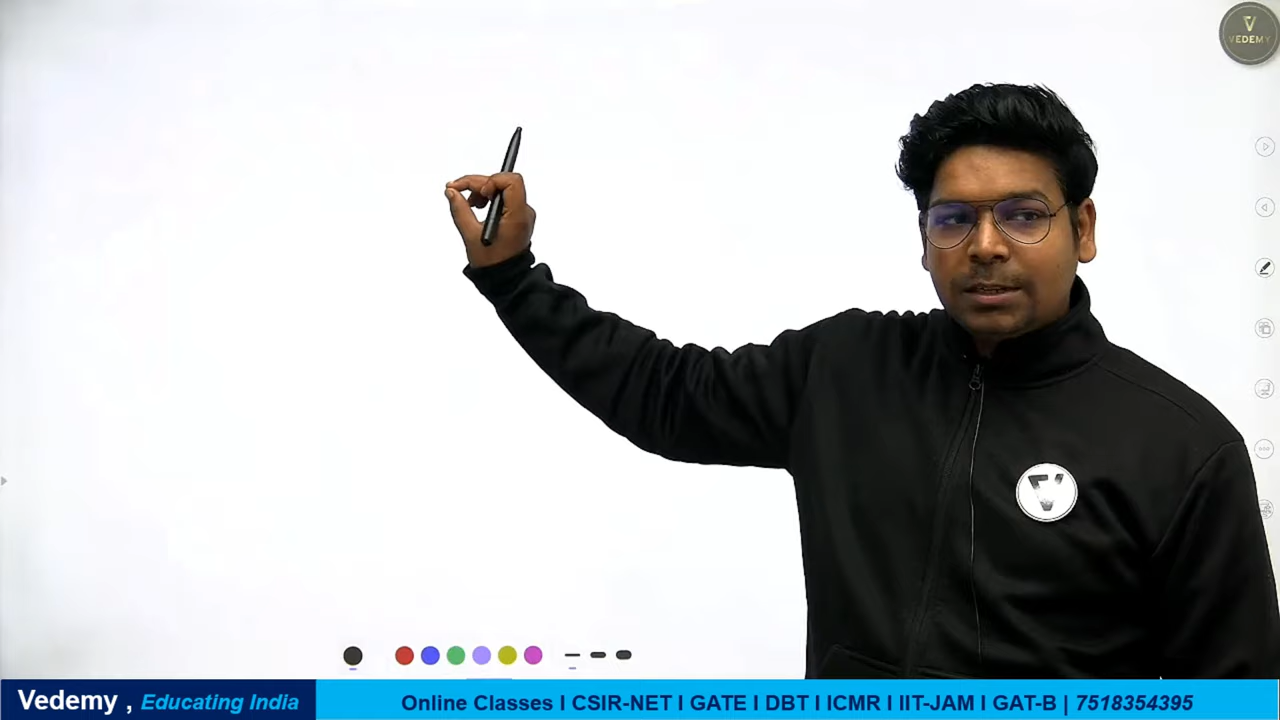 VEDEMY
Vedemy , Educating India
Online Classes I CSIR-NET I GATE I DBT I ICMR I IIT-JAM I GAT-B | 7518354395